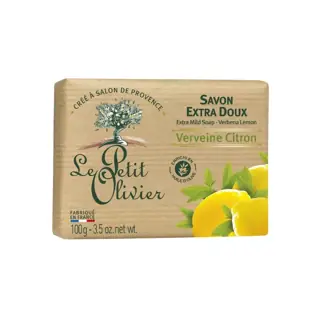 CRÉÉ À SALON DE PROVENCE
Le Petit
Olivier
FABRIQUÉ
EN FRANCE
100g - 3.5 oz. net wt.
SAVON
EXTRA DOUX
Extra Mild Soap - Verbena Lemon
Verveine Citron